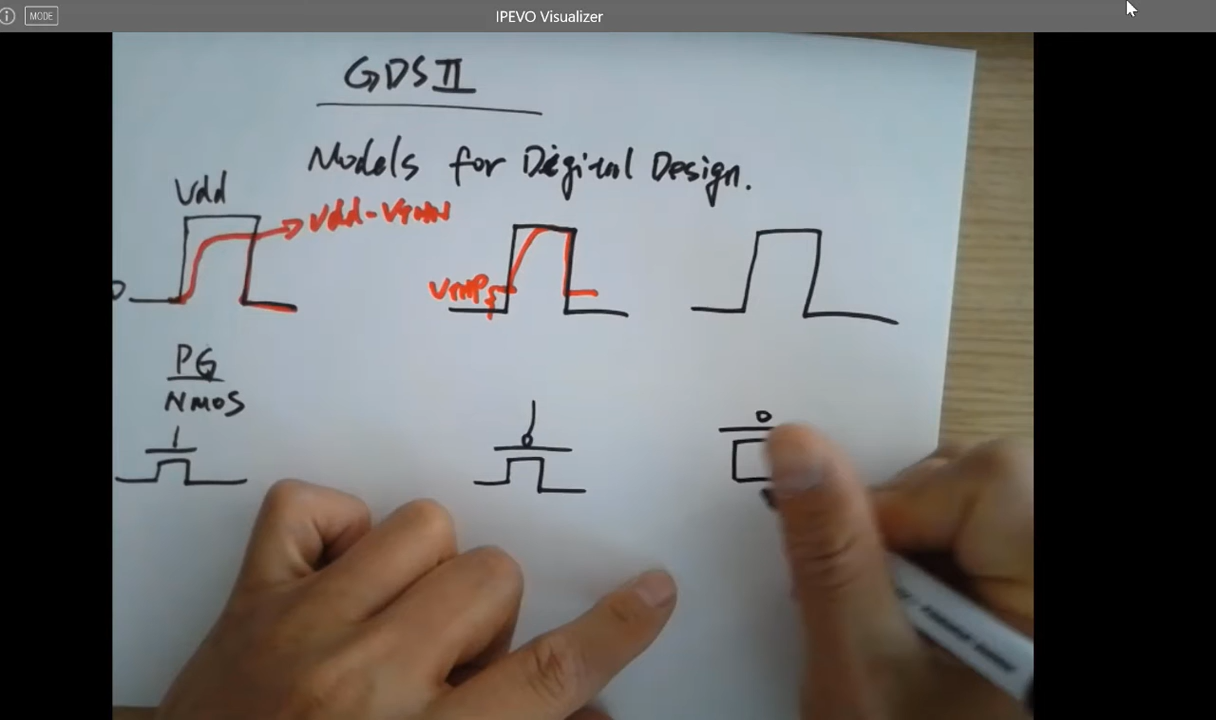 MODE
IPEVO Visualizer
GDS II
Models for Digital Design.
Vdd
Vdd-VTHN
VTHP
0
PG
NMOS